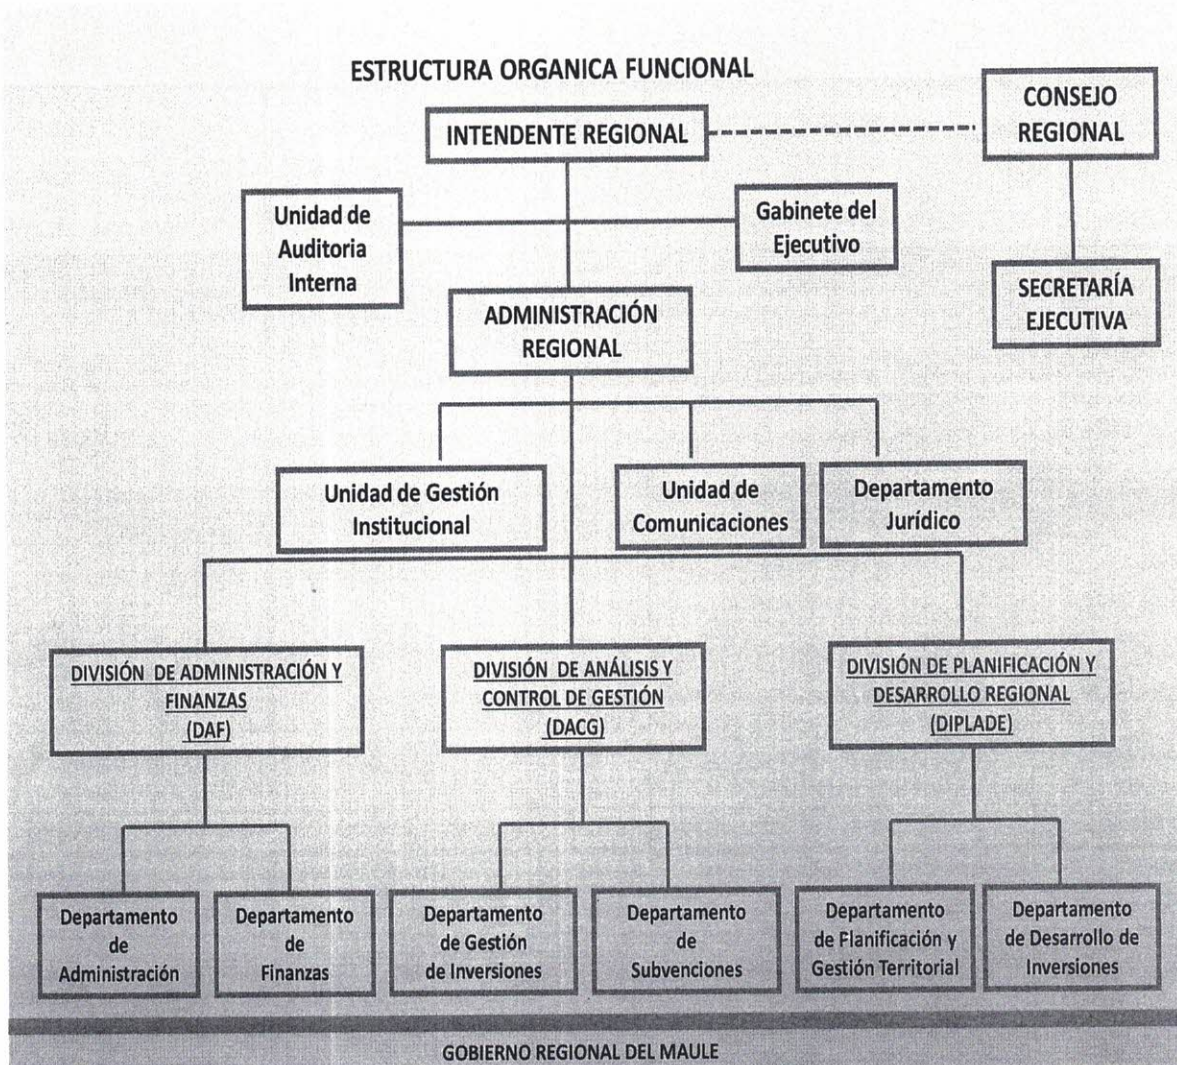 ESTRUCTURA ORGANICA FUNCIONAL
INTENDENTE REGIONAL
CONSEJO
REGIONAL
Unidad de
Auditoria
Interna
Gabinete del
Ejecutivo
SECRETARÍA
EJECUTIVA
ADMINISTRACIÓN
REGIONAL
Unidad de Gestión
Institucional
Unidad de
Comunicaciones
Departamento
Jurídico
DIVISIÓN DE ADMINISTRACIÓN Y
FINANZAS
(DAF)
DIVISIÓN DE ANÁLISIS Y
CONTROL DE GESTIÓN
(DACG)
DIVISIÓN DE PLANIFICACIÓN Y
DESARROLLO REGIONAL
(DIPLADE)
Departamento
de
Administración
Departamento
de
Finanzas
Departamento
de Gestión
de Inversiones
Departamento
de
Subvenciones
Departamento
de Planificación y
Gestión Territorial
Departamento
de Desarrollo de
Inversiones
GOBIERNO REGIONAL DEL MAULE